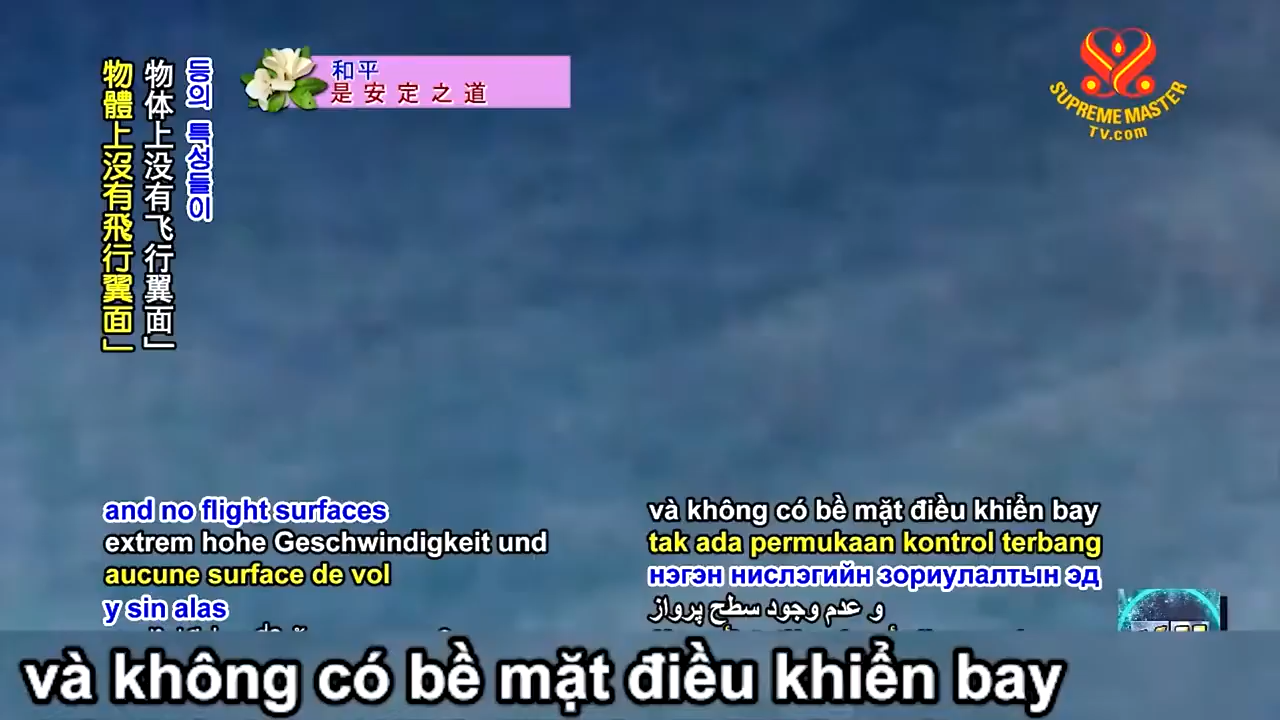 和平
是安定之道
SUPREME MASTER
TV.com
등의 특성들이
物体上没有飞行翼面」
物體上沒有飛行翼面」
and no flight surfaces
extrem hohe Geschwindigkeit und
aucune surface de vol
y sin alas
và không có bề mặt điều khiển bay
tak ada permukaan kontrol terbang
нэгэн нислэгийн зориулалтын эд
و عدم وجود سطح پرواز
và không có bề mặt điều khiển bay